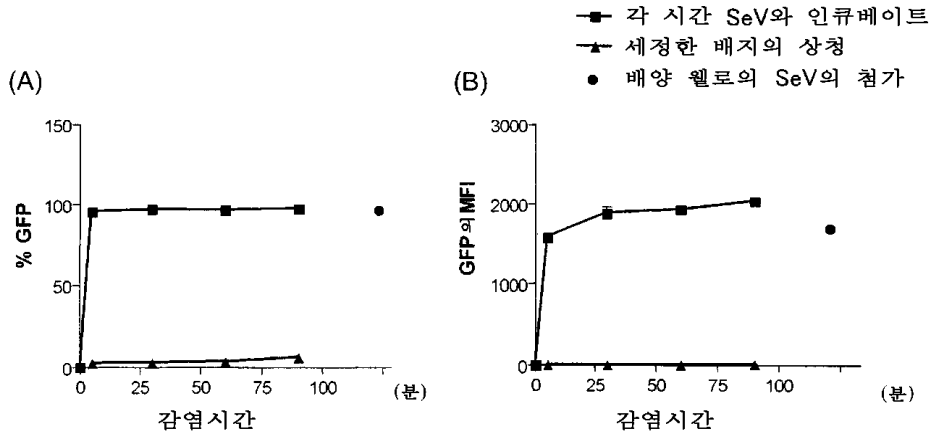 각 시간 SeV와 인큐베이트
세정한 배지의 상청
배양 웰로의 SeV의 첨가
(A)
150
100
50
0
% GFP
0 25 50 75 100 (분)
감염시간
(B)
3000
2000
1000
0
GFP의 MFI
0 25 50 75 100 (분)
감염시간